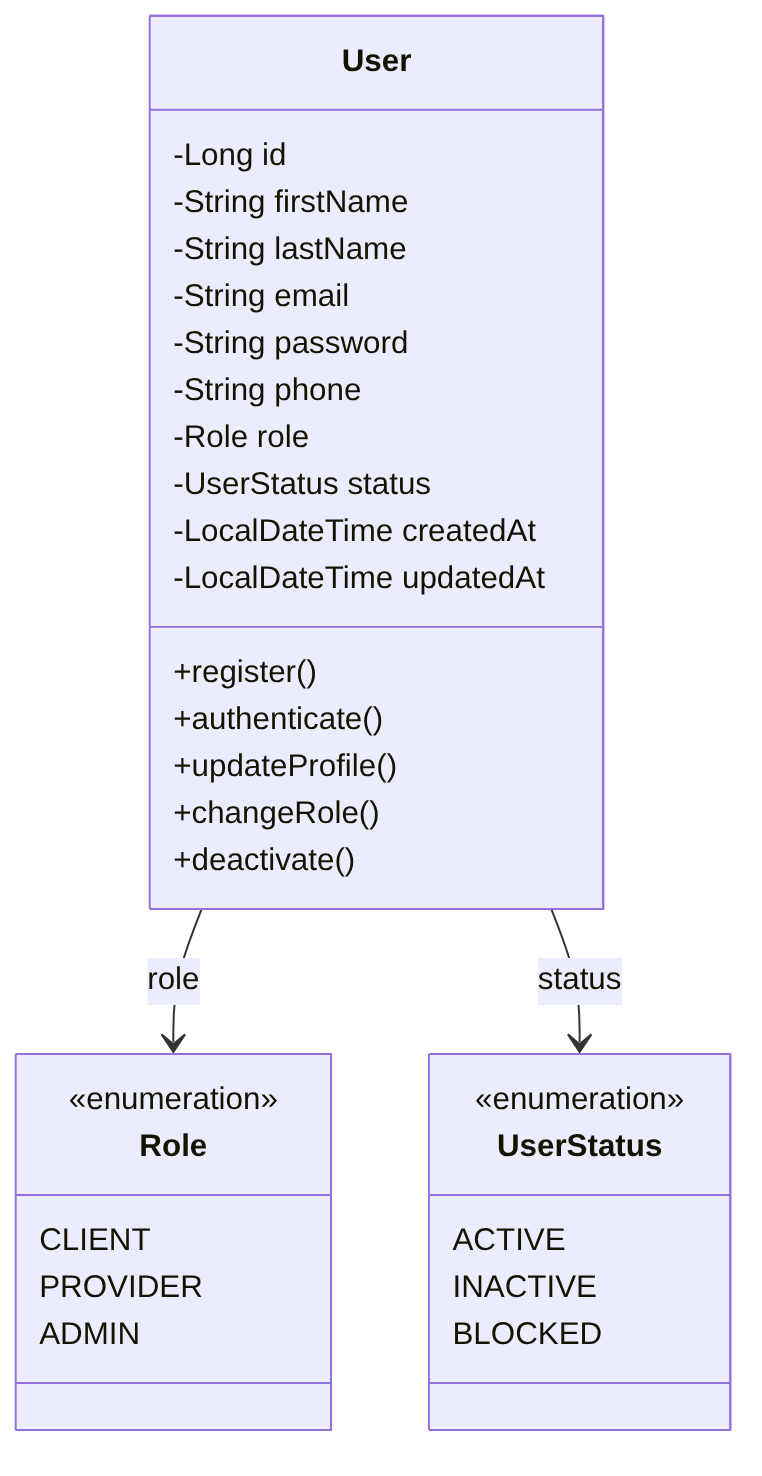 User
-Long id
-String firstName
-String lastName
-String email
-String password
-String phone
-Role role
-UserStatus status
-LocalDateTime createdAt
-LocalDateTime updatedAt
+register()
+authenticate()
+updateProfile()
+changeRole()
+deactivate()
role
status
«enumeration»
Role
CLIENT
PROVIDER
ADMIN
«enumeration»
UserStatus
ACTIVE
INACTIVE
BLOCKED